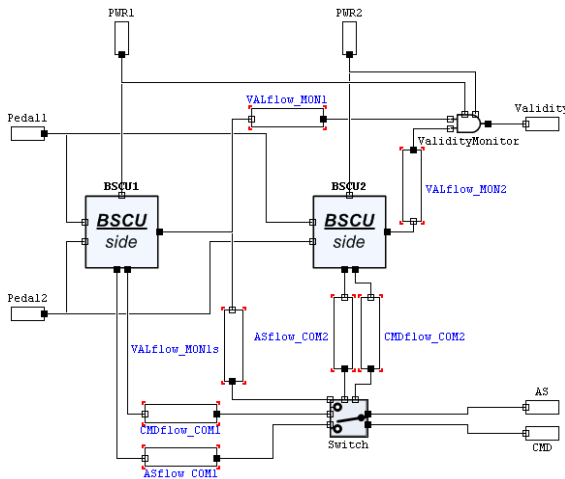 PWR1
PWR2
VALflow_MON1
Pedal1
Validity
ValidityMonitor
BSCU1
BSCU2
VALflow_MON2
BSCU
side
BSCU
side
Pedal2
VALflow_MON1s
ASflow_COM2
CMDflow_COM2
AS
CMDflow_COM1
Switch
CMD
ASflow_COM1